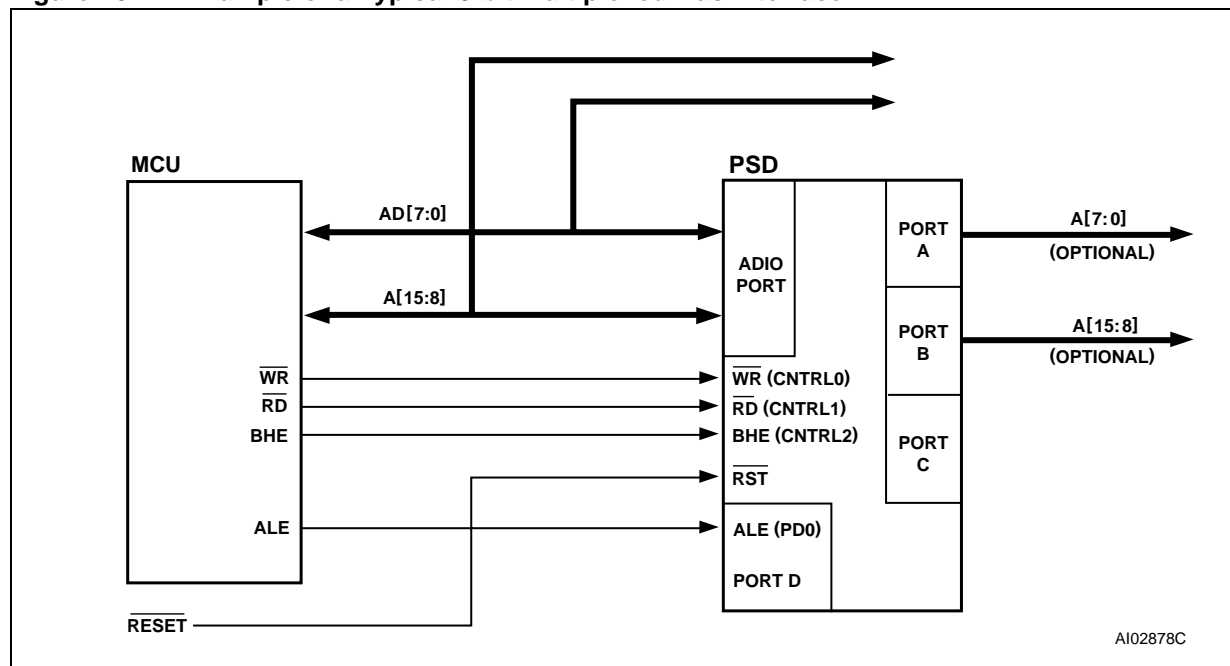 MCU
PSD
AD[7:0]
A[15:8]
ADIO
PORT
PORT
A
A[7:0]
(OPTIONAL)
PORT
B
A[15:8]
(OPTIONAL)
PORT
C
WR
RD
BHE
ALE
WR (CNTRL0)
RD (CNTRL1)
BHE (CNTRL2)
RST
ALE (PD0)
PORT D
RESET
AI02878C